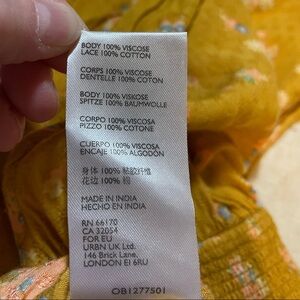 BODY 100% VISCOSE
LACE 100% COTTON
CORPS 100% VISCOSE
DENTELLE 100% COTON
BODY 100% VISKOSE
SPITZE 100% BAUMWOLLE
CORPO 100% VISCOSA
PIZZO 100% COTONE
CUERPO 100% VISCOSA
ENCAJE 100% ALGODÓN
身体 100% 粘胶纤维
花边 100% 棉
MADE IN INDIA
HECHO EN INDIA
RN 66170
CA 32054
FOR EU
URBN UK Ltd.
146 Brick Lane,
LONDON E1 6RU
OB1277501